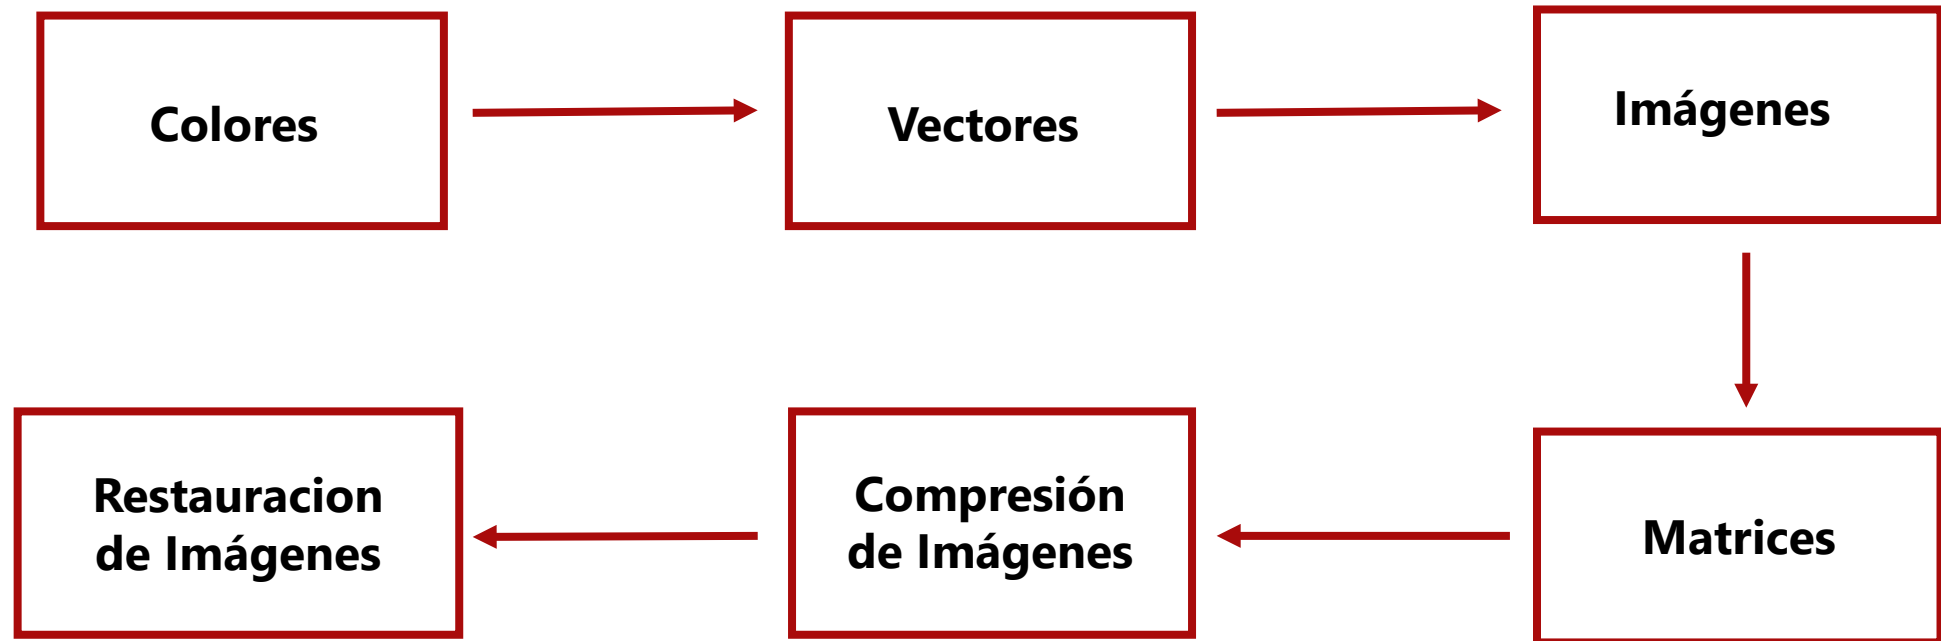 Colores
Vectores
Imágenes
Restauracion
de Imágenes
Compresión
de Imágenes
Matrices